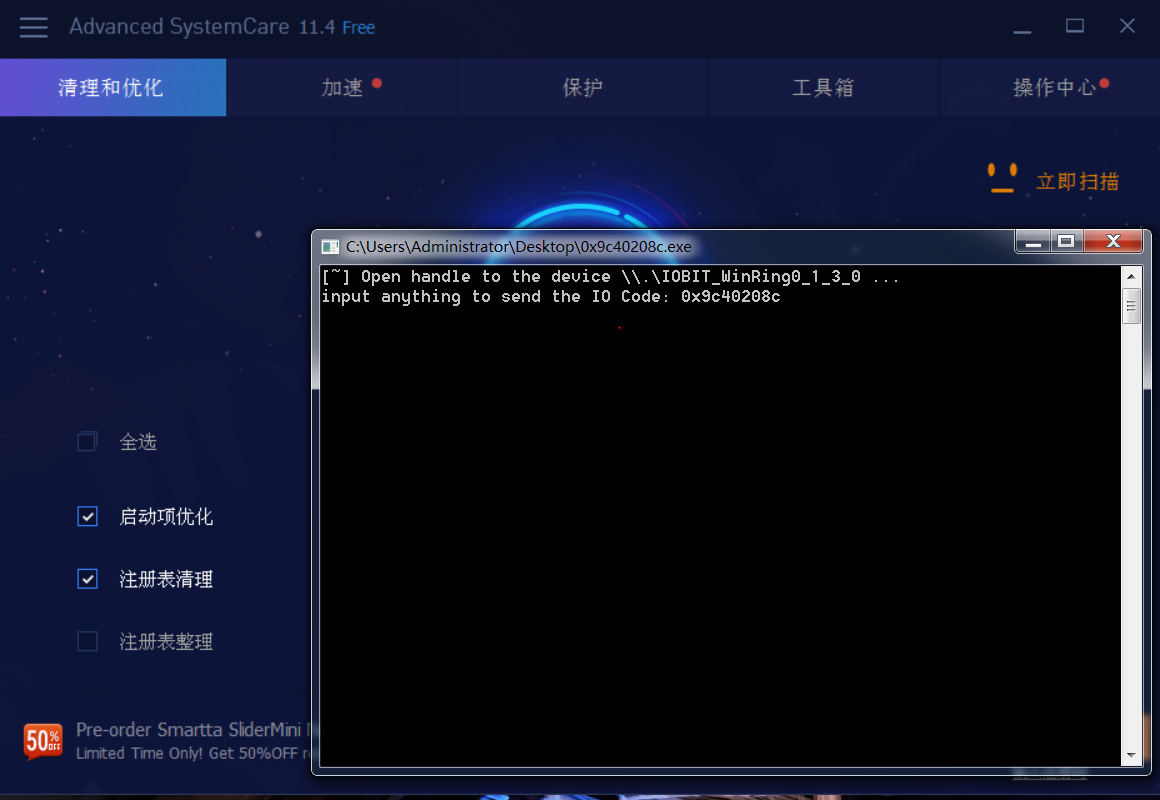 Advanced SystemCare 11.4 Free
清理和优化 加速 保护 工具箱 操作中心
立即扫描
C:\Users\Administrator\Desktop\0x9c40208c.exe
[~] Open handle to the device \\.\IOBIT_WinRing0_1_3_0 ...
input anything to send the IO Code: 0x9c40208c
全选
启动项优化
注册表清理
注册表整理
50% OFF
Pre-order Smartta SliderMini
Limited Time Only! Get 50%OFF